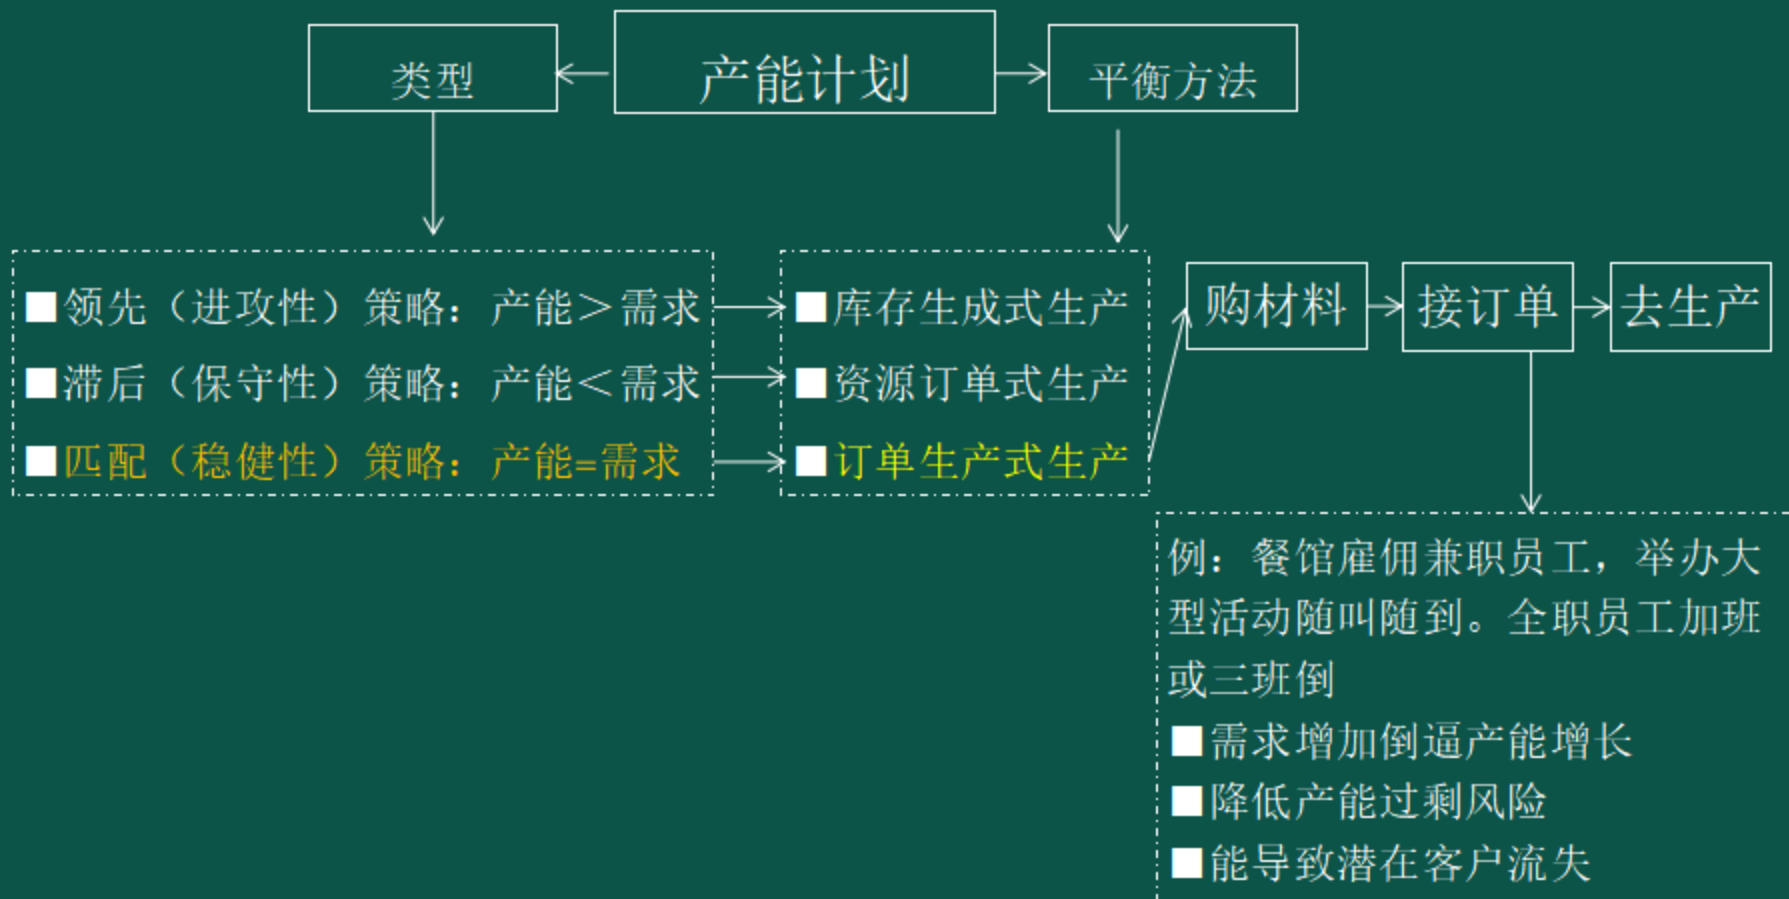 类型
产能计划
平衡方法
■领先（进攻性）策略：产能＞需求
■滞后（保守性）策略：产能＜需求
■匹配（稳健性）策略：产能=需求
■库存生成式生产
■资源订单式生产
■订单生产式生产
购材料
接订单
去生产
例：餐馆雇佣兼职员工，举办大
型活动随叫随到。全职员工加班
或三班倒
■需求增加倒逼产能增长
■降低产能过剩风险
■能导致潜在客户流失